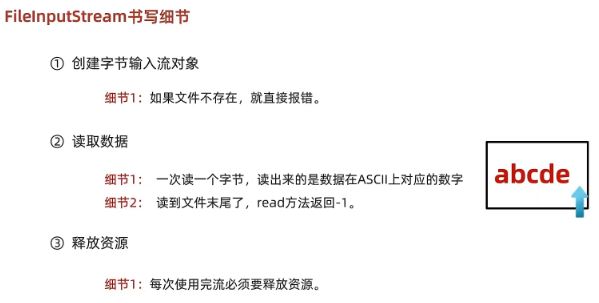 FileInputStream书写细节
① 创建字节输入流对象
细节1：如果文件不存在，就直接报错。
② 读取数据
细节1： 一次读一个字节，读出来的是数据在ASCII上对应的数字
细节2： 读到文件末尾了，read方法返回-1。
abcde
③ 释放资源
细节1：每次使用完流必须要释放资源。